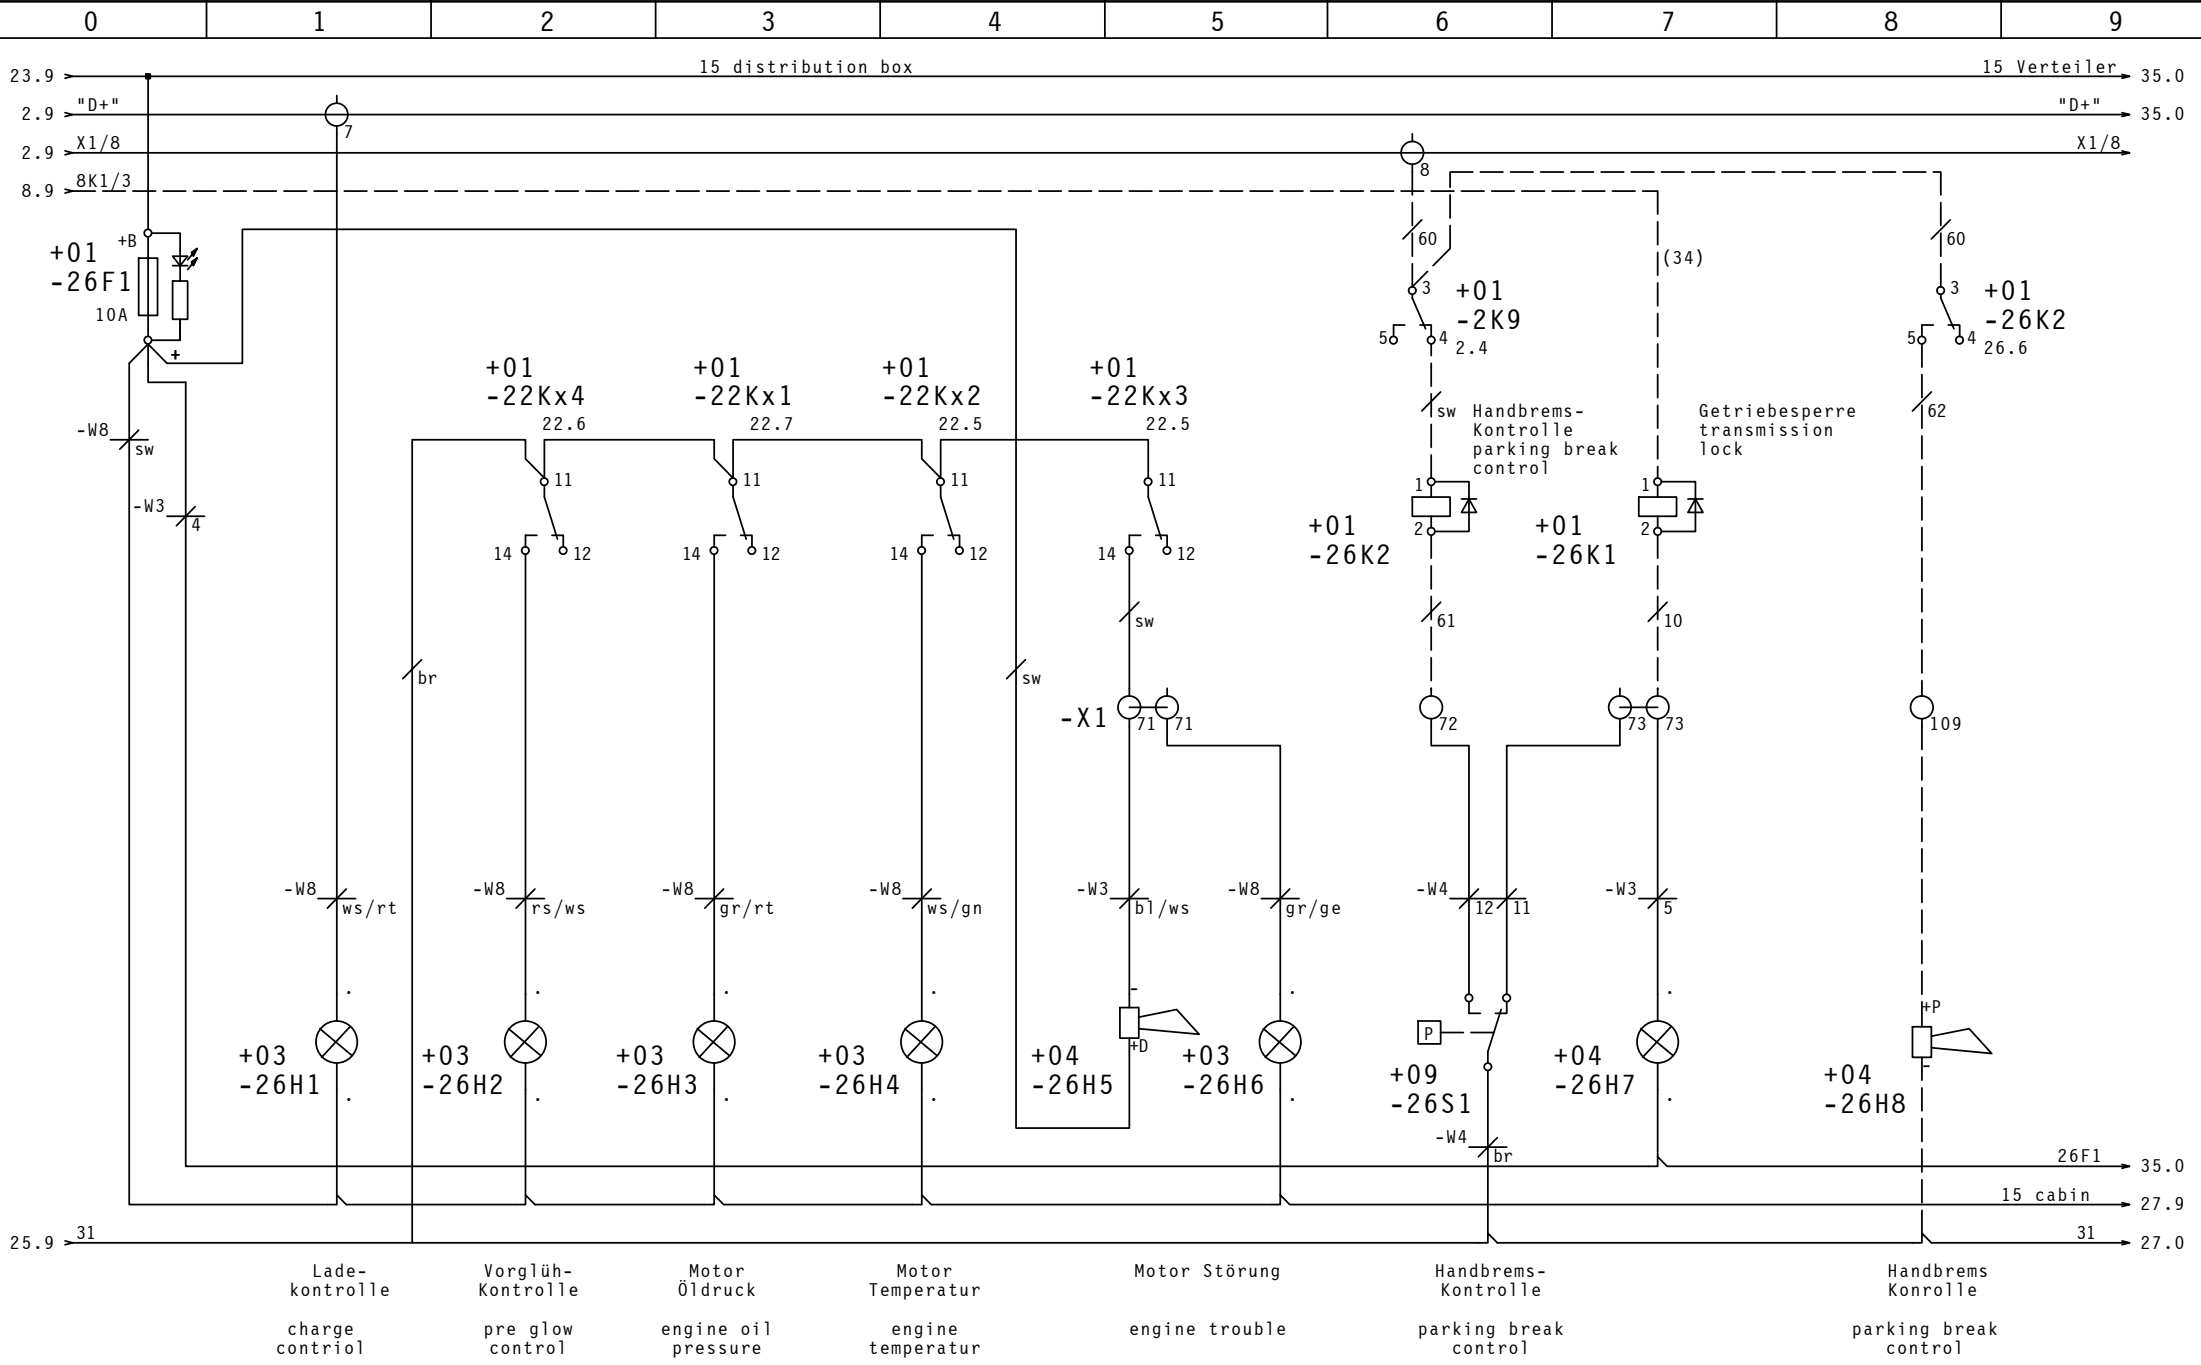 0 1 2 3 4 5 6 7 8 9
23.9 15 distribution box 15 Verteiler 35.0
2.9 "D+" "D+" 35.0
7
2.9 X1/8 X1/8
8
8.9 8K1/3
60 60
+01
-26F1
10A
+B
+
(34)
3 +01
-2K9
5 4 2.4
3 +01
-26K2
5 4 26.6
+01
-22Kx4
22.6
+01
-22Kx1
22.7
+01
-22Kx2
22.5
+01
-22Kx3
22.5
-W8 sw
-W3 4
sw
Handbrems-
Kontrolle
parking break
control
Getriebesperre
transmission
lock
62
11 11 11 11
14 12 14 12 14 12 14 12
1
2
+01
-26K2
1
2
+01
-26K1
sw 61 10
br sw
-X1 71 71 72 73 73 109
-W8 ws/rt
-W8 rs/ws
-W8 gr/rt
-W8 ws/gn
-W3 bl/ws
-W8 gr/ge
-W4 12 11
-W3 5
-
+D
P
+P
-
+03
-26H1
+03
-26H2
+03
-26H3
+03
-26H4
+04
-26H5
+03
-26H6
+09
-26S1
+04
-26H7
+04
-26H8
-W4 br
26F1 35.0
15 cabin 27.9
25.9 31 31 27.0
Lade-
kontrolle
charge
contriol
Vorglüh-
Kontrolle
pre glow
control
Motor
Öldruck
engine oil
pressure
Motor
Temperatur
engine
temperatur
Motor Störung
engine trouble
Handbrems-
Kontrolle
parking break
control
Handbrems
Konrolle
parking break
control